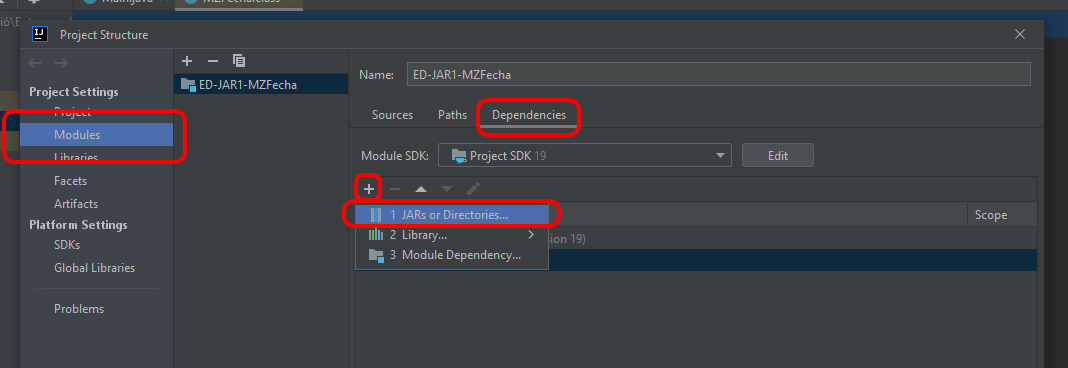 Project Structure
ED-JAR1-MZFecha
Name: ED-JAR1-MZFecha
Project Settings
Project
Modules
Libraries
Facets
Artifacts
Platform Settings
SDKs
Global Libraries
Problems
Sources Paths Dependencies
Module SDK: Project SDK 19 Edit
Scope
1 JARs or Directories...
2 Library...
3 Module Dependency...
19)